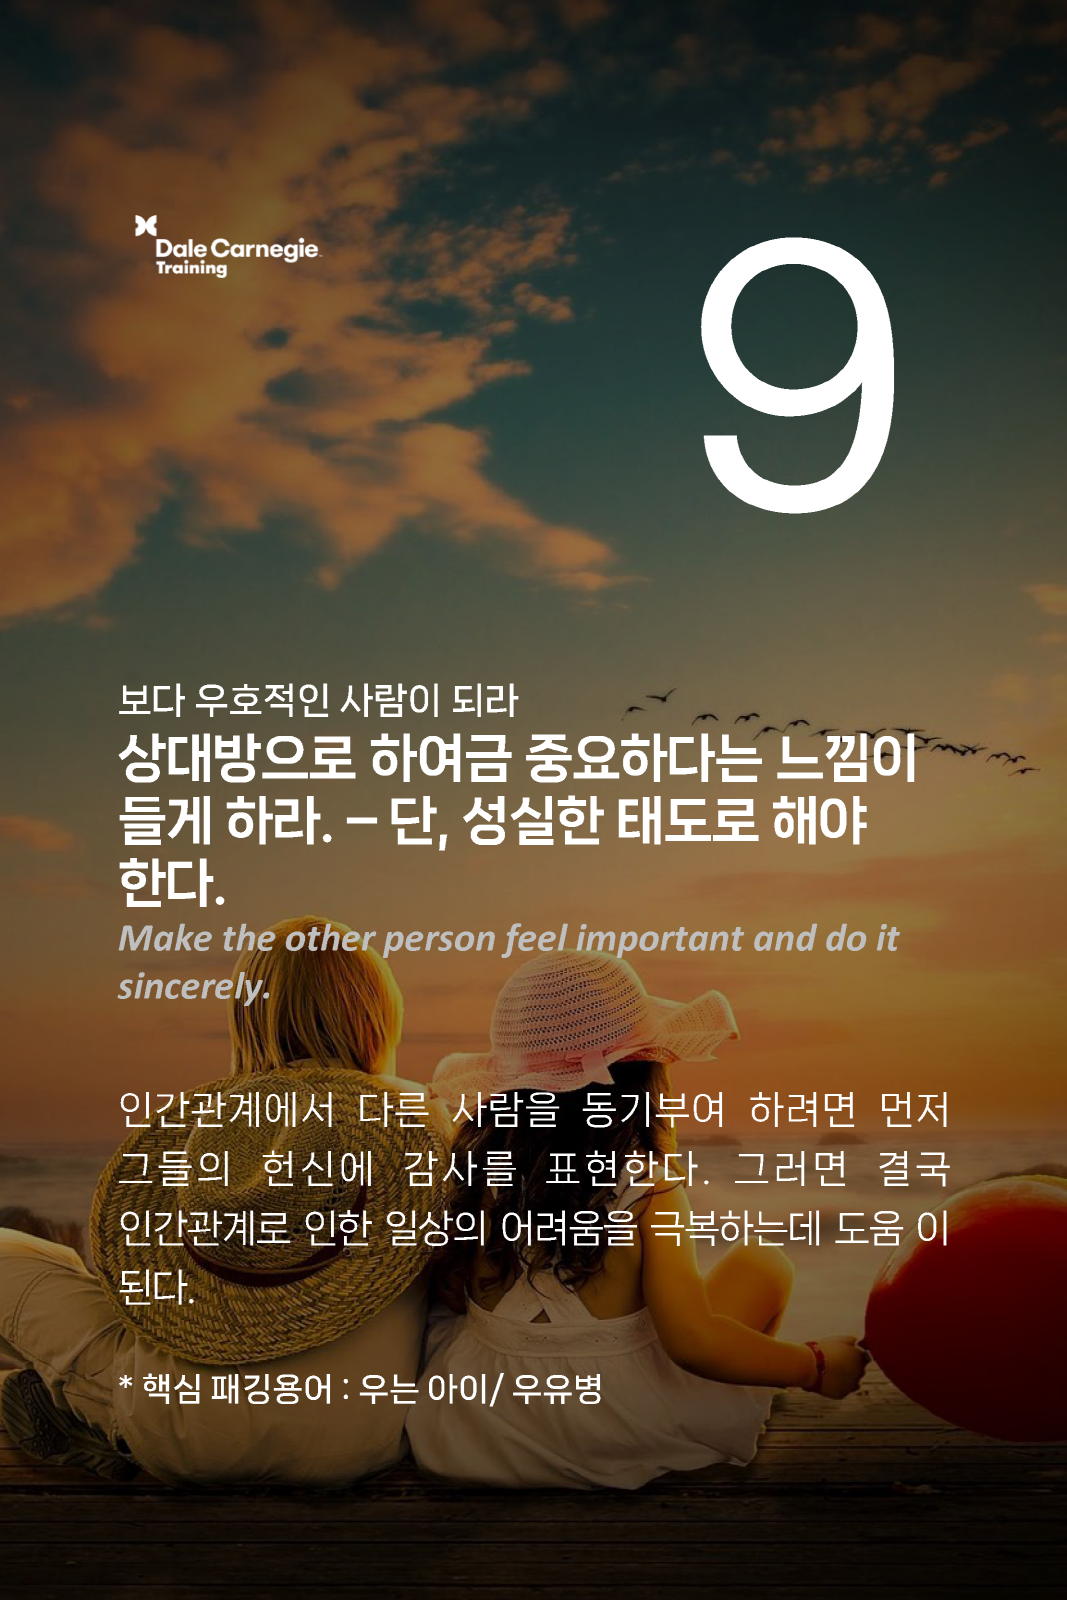 Dale Carnegie
Training
9
보다 우호적인 사람이 되라
상대방으로 하여금 중요하다는 느낌이
들게 하라. – 단, 성실한 태도로 해야
한다.
Make the other person feel important and do it
sincerely.
인간관계에서 다른 사람을 동기부여 하려면 먼저
그들의 헌신에 감사를 표현한다. 그러면 결국
인간관계로 인한 일상의 어려움을 극복하는데 도움 이
된다.
* 핵심 패깅용어 : 우는 아이/ 우유병